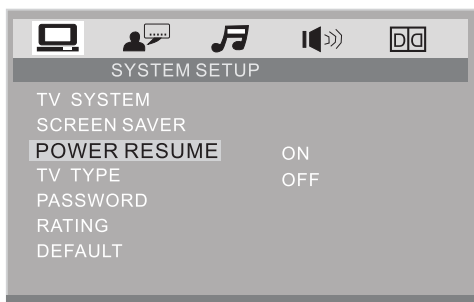 SYSTEM SETUP
TV SYSTEM
SCREEN SAVER
POWER RESUME ON
TV TYPE OFF
PASSWORD
RATING
DEFAULT